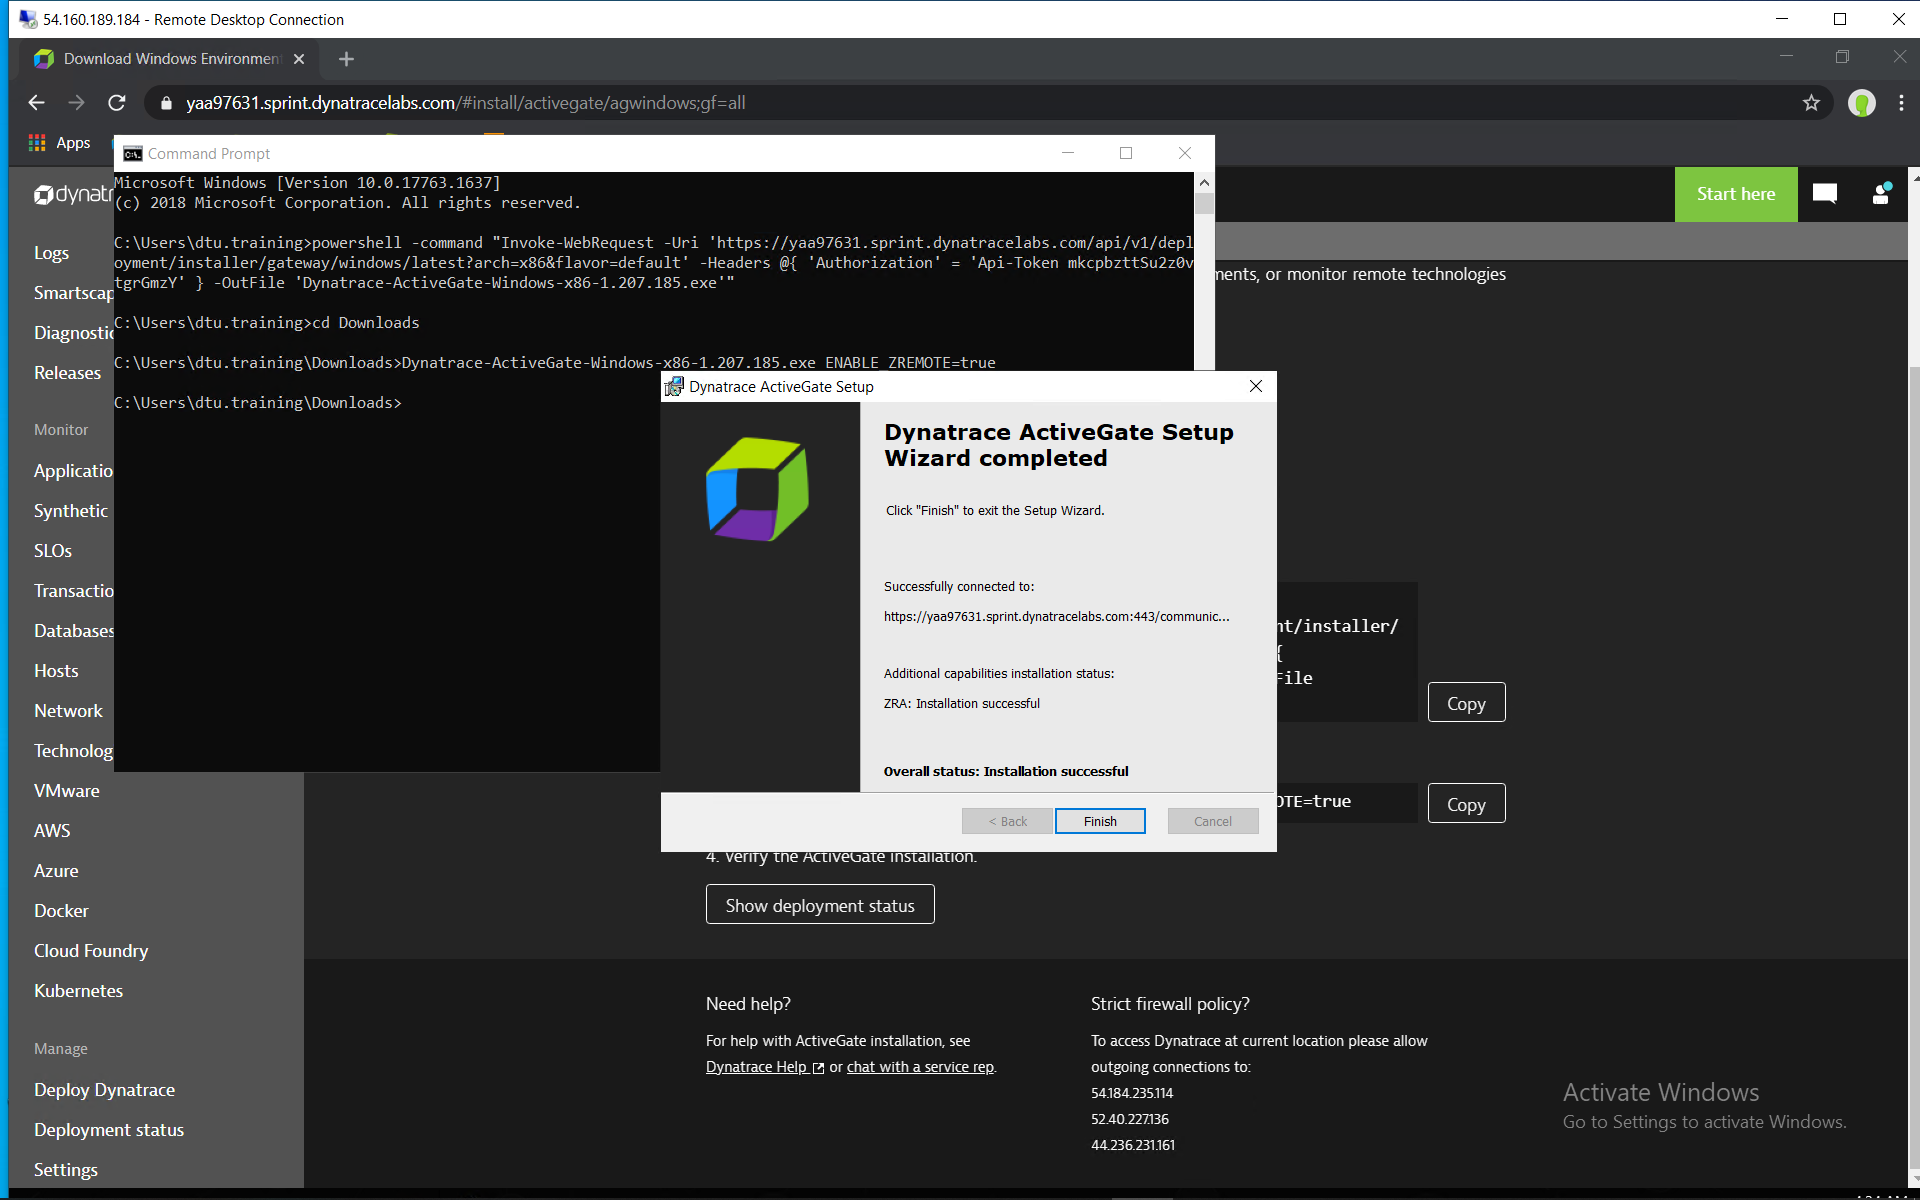 54.160.189.184 - Remote Desktop Connection
Download Windows Environmen
yaa97631.sprint.dynatracelabs.com/#install/activegate/agwindows;gf=all
Apps
Command Prompt
Microsoft Windows [Version 10.0.17763.1637]
(c) 2018 Microsoft Corporation. All rights reserved.
C:\Users\dtu.training>powershell -command "Invoke-WebRequest -Uri 'https://yaa97631.sprint.dynatracelabs.com/api/v1/depl
oyment/installer/gateway/windows/latest?arch=x86&flavor=default' -Headers @{ 'Authorization' = 'Api-Token mkcpbzttSu2z0v
tgrGmzY' } -OutFile 'Dynatrace-ActiveGate-Windows-x86-1.207.185.exe'"
C:\Users\dtu.training>cd Downloads
C:\Users\dtu.training\Downloads>Dynatrace-ActiveGate-Windows-x86-1.207.185.exe ENABLE_ZREMOTE=true
C:\Users\dtu.training\Downloads>
dynatr
Start here
Logs
Smartscap
Diagnostic
Releases
Monitor
Applicatio
Synthetic
SLOs
Transactio
Databases
Hosts
Network
Technolog
VMware
AWS
Azure
Docker
Cloud Foundry
Kubernetes
Manage
Deploy Dynatrace
Deployment status
Settings
ments, or monitor remote technologies
Dynatrace ActiveGate Setup
Dynatrace ActiveGate Setup
Wizard completed
Click "Finish" to exit the Setup Wizard.
Successfully connected to:
https://yaa97631.sprint.dynatracelabs.com:443/communic...
Additional capabilities installation status:
ZRA: Installation successful
Overall status: Installation successful
< Back
Finish
Cancel
nt/installer/
{
File
Copy
OTE=true
Copy
4. Verify the ActiveGate installation.
Show deployment status
Need help?
For help with ActiveGate installation, see
Dynatrace Help or chat with a service rep.
Strict firewall policy?
To access Dynatrace at current location please allow
outgoing connections to:
54.184.235.114
52.40.227.136
44.236.231.161
Activate Windows
Go to Settings to activate Windows.